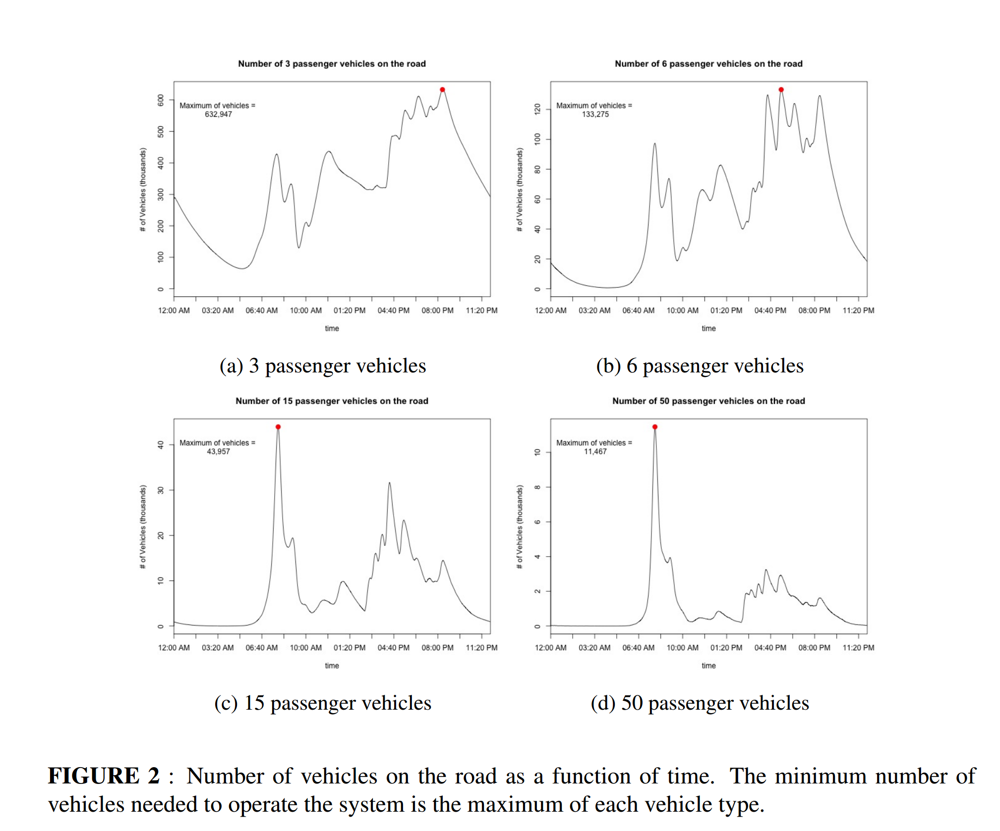 Number of 3 passenger vehicles on the road
Maximum of vehicles =
632,947
# of Vehicles (thousands)
600
500
400
300
200
100
0
12:00 AM 03:20 AM 06:40 AM 10:00 AM 01:20 PM 04:40 PM 08:00 PM 11:20 PM
time
(a) 3 passenger vehicles
Number of 6 passenger vehicles on the road
Maximum of vehicles =
133,275
# of Vehicles (thousands)
120
100
80
60
40
20
0
12:00 AM 03:20 AM 06:40 AM 10:00 AM 01:20 PM 04:40 PM 08:00 PM 11:20 PM
time
(b) 6 passenger vehicles
Number of 15 passenger vehicles on the road
Maximum of vehicles =
43,957
# of Vehicles (thousands)
40
30
20
10
0
12:00 AM 03:20 AM 06:40 AM 10:00 AM 01:20 PM 04:40 PM 08:00 PM 11:20 PM
time
(c) 15 passenger vehicles
Number of 50 passenger vehicles on the road
Maximum of vehicles =
11,467
# of Vehicles (thousands)
10
8
6
4
2
0
12:00 AM 03:20 AM 06:40 AM 10:00 AM 01:20 PM 04:40 PM 08:00 PM 11:20 PM
time
(d) 50 passenger vehicles
FIGURE 2 : Number of vehicles on the road as a function of time. The minimum number of
vehicles needed to operate the system is the maximum of each vehicle type.